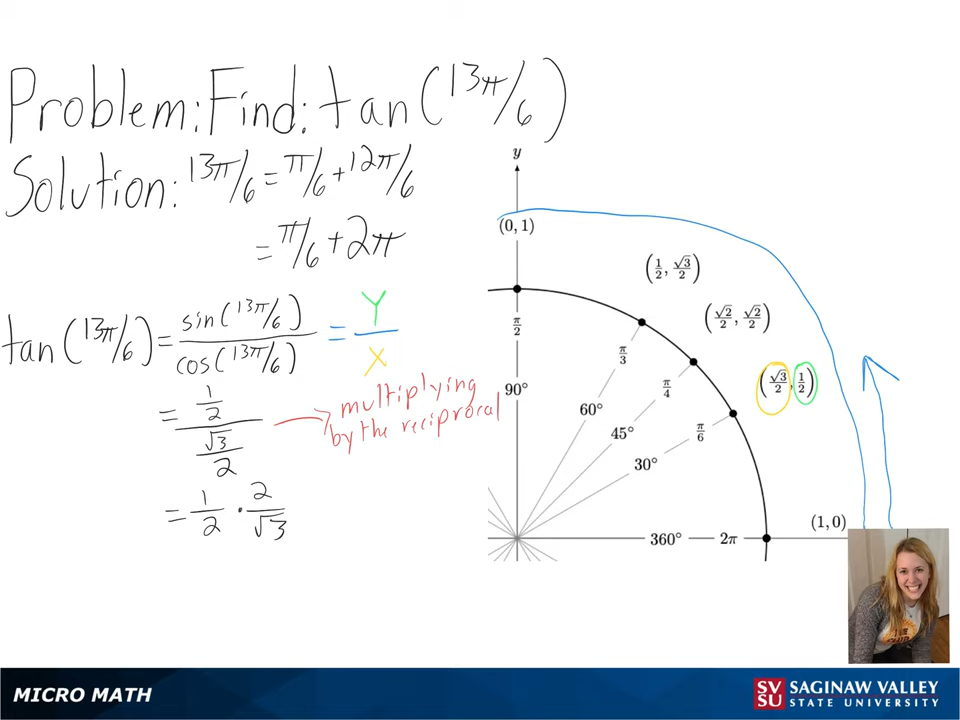 Problem: Find: tan(13π/6)
Solution: 13π/6 = π/6 + 12π/6
= π/6 + 2π
tan(13π/6) = sin(13π/6) / cos(13π/6) = Y / X
= 1/2 / √3/2
multiplying
by the reciprocal
= 1/2 · 2/√3
y
(0, 1)
(1/2, √3/2)
(√2/2, √2/2)
(√3/2, 1/2)
π/2
π/3
π/4
π/6
90°
60°
45°
30°
360° 2π
(1, 0)
MICRO MATH
SV
SU
SAGINAW VALLEY
STATE UNIVERSITY